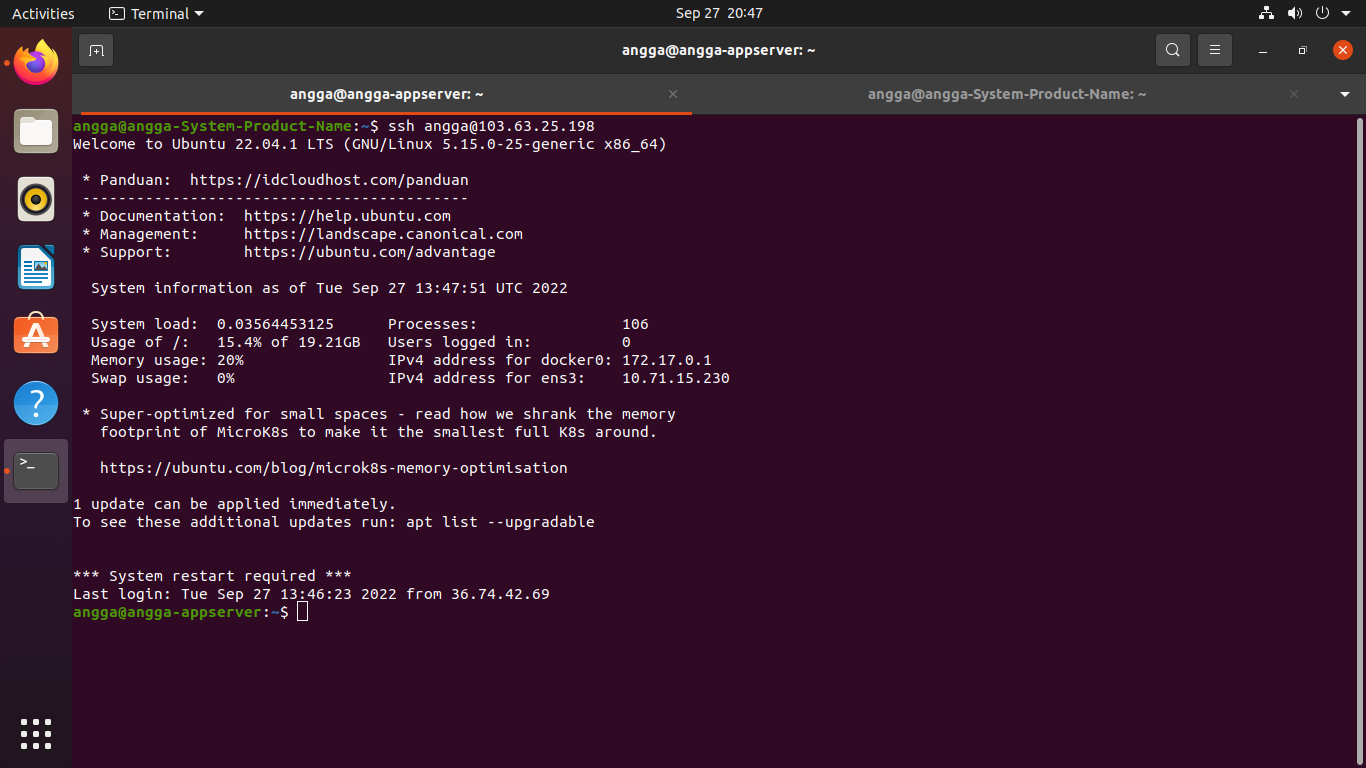 Activities
Terminal
Sep 27 20:47
angga@angga-appserver: ~
angga@angga-appserver: ~
angga@angga-System-Product-Name: ~
angga@angga-System-Product-Name:~$ ssh angga@103.63.25.198
Welcome to Ubuntu 22.04.1 LTS (GNU/Linux 5.15.0-25-generic x86_64)
* Panduan: https://idcloudhost.com/panduan
-------------------------------------------
* Documentation: https://help.ubuntu.com
* Management: https://landscape.canonical.com
* Support: https://ubuntu.com/advantage
System information as of Tue Sep 27 13:47:51 UTC 2022
System load: 0.03564453125 Processes: 106
Usage of /: 15.4% of 19.21GB Users logged in: 0
Memory usage: 20% IPv4 address for docker0: 172.17.0.1
Swap usage: 0% IPv4 address for ens3: 10.71.15.230
* Super-optimized for small spaces - read how we shrank the memory
footprint of MicroK8s to make it the smallest full K8s around.
https://ubuntu.com/blog/microk8s-memory-optimisation
1 update can be applied immediately.
To see these additional updates run: apt list --upgradable
*** System restart required ***
Last login: Tue Sep 27 13:46:23 2022 from 36.74.42.69
angga@angga-appserver:~$